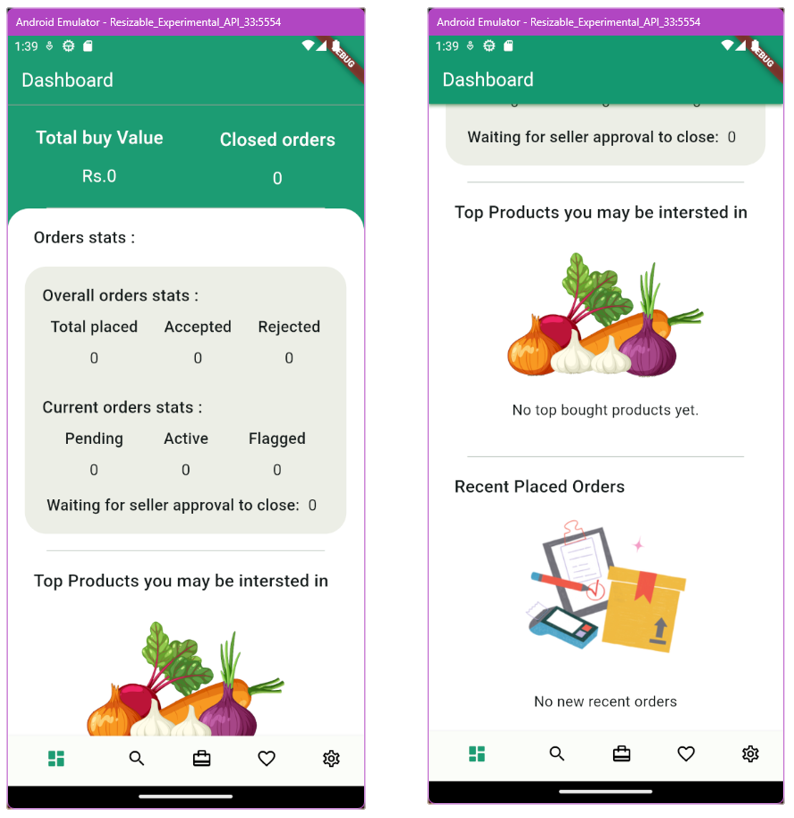 Android Emulator - Resizable_Experimental_API_33:5554
1:39
DEBUG
Dashboard
Total buy Value Closed orders
Rs.0 0
Orders stats :
Overall orders stats :
Total placed Accepted Rejected
0 0 0
Current orders stats :
Pending Active Flagged
0 0 0
Waiting for seller approval to close: 0
Top Products you may be intersted in
Android Emulator - Resizable_Experimental_API_33:5554
1:39
DEBUG
Dashboard
Waiting for seller approval to close: 0
Top Products you may be intersted in
No top bought products yet.
Recent Placed Orders
No new recent orders